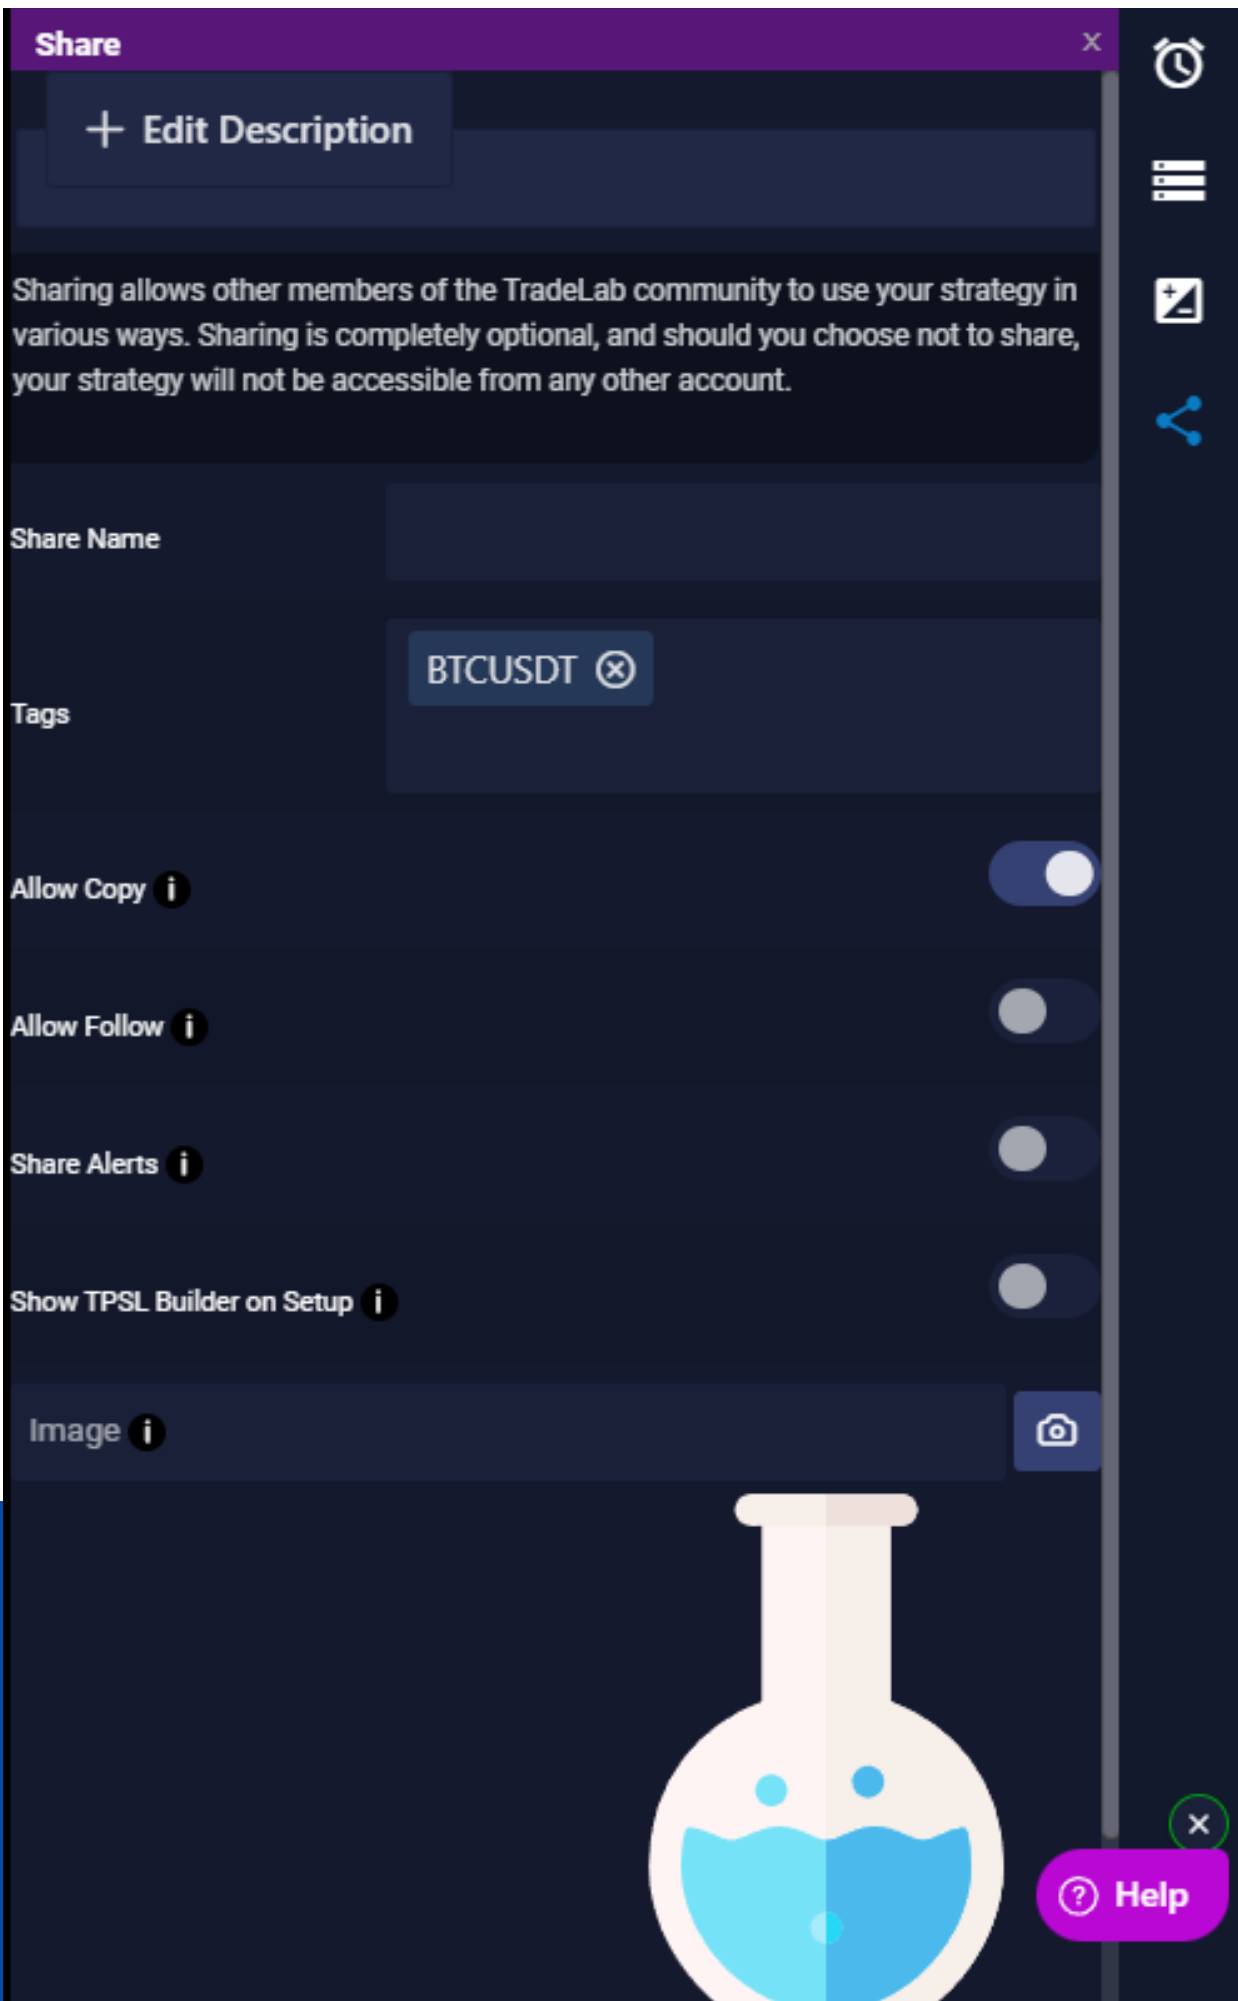 Share
x
+ Edit Description
Sharing allows other members of the TradeLab community to use your strategy in
various ways. Sharing is completely optional, and should you choose not to share,
your strategy will not be accessible from any other account.
Share Name
BTCUSDT
Tags
Allow Copy i
Allow Follow i
Share Alerts i
Show TPSL Builder on Setup i
Image i
? Help